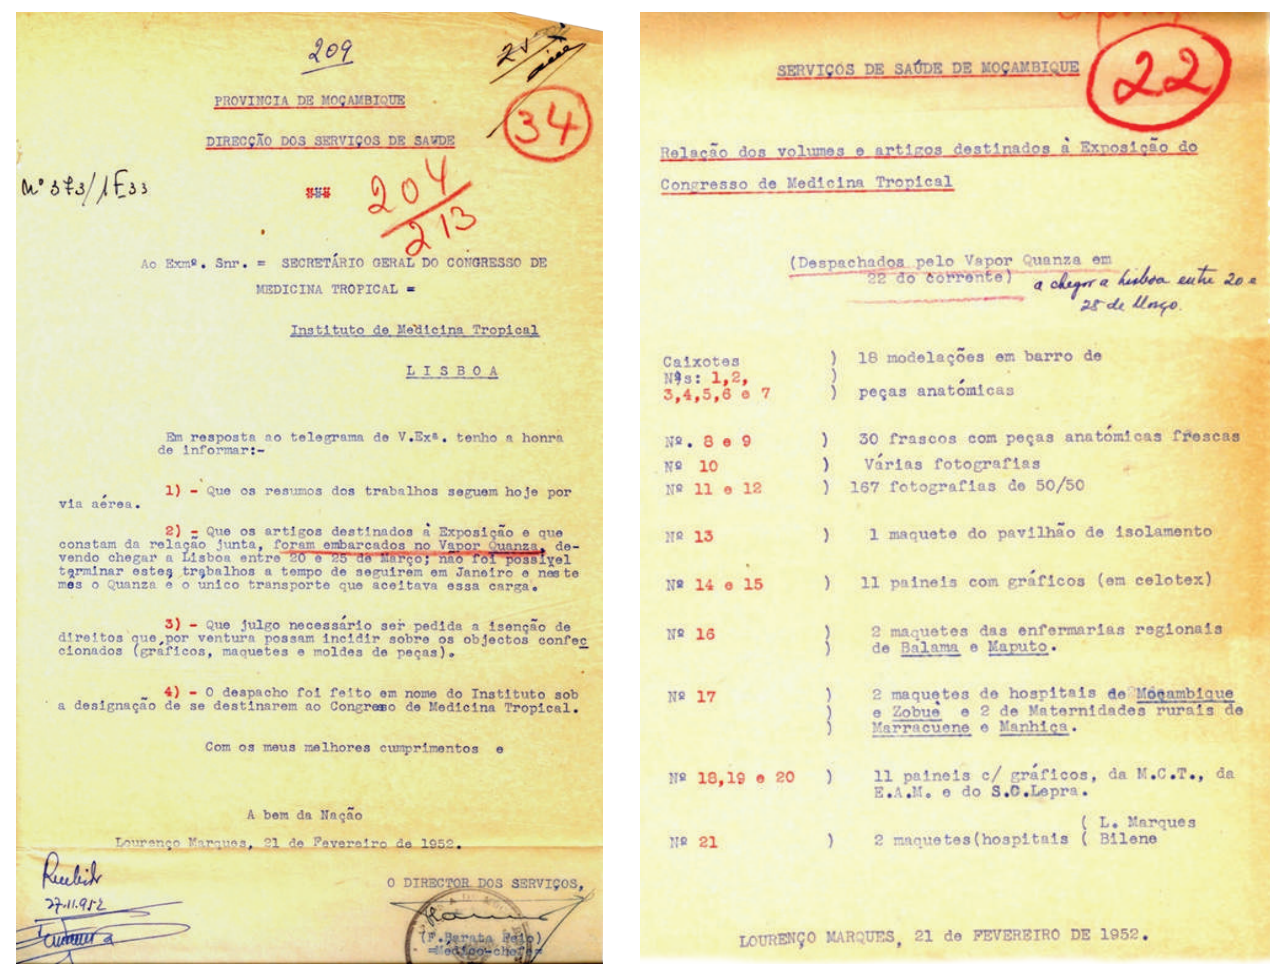 209
34
PROVINCIA DE MOÇAMBIQUE
DIRECÇÃO DOS SERVIÇOS DE SAUDE
Nº 373/1F33
204
213
Ao Exmº. Snr. = SECRETÁRIO GERAL DO CONGRESSO DE
MEDICINA TROPICAL =
Instituto de Medicina Tropical
LISBOA
Em resposta ao telegrama de V.Exª. tenho a honra
de informar:-
1) - Que os resumos dos trabalhos seguem hoje por
via aérea.
2) - Que os artigos destinados à Exposição e que
constam da relação junta, foram embarcados no Vapor Quanza, de-
vendo chegar a Lisboa entre 20 e 25 de Março; não foi possivel
terminar estes trabalhos a tempo de seguirem em Janeiro e neste
mes o Quanza e o unico transporte que aceitava essa carga.
3) - Que julgo necessário ser pedida a isenção de
direitos que,por ventura possam incidir sobre os objectos confec
cionados (gráficos, maquetes e moldes de peças).
4) - O despacho foi feito em nome do Instituto sob
a designação de se destinarem ao Congresso de Medicina Tropical.
Com os meus melhores cumprimentos e
A bem da Nação
Lourenço Marques, 21 de Fevereiro de 1952.
Recebido
27.11.952
O DIRECTOR DOS SERVIÇOS,
(F.Barata Feio)
=Médico-chefe=
22
SERVIÇOS DE SAÚDE DE MOÇAMBIQUE
Relação dos volumes e artigos destinados à Exposição do
Congresso de Medicina Tropical
(Despachados pelo Vapor Quanza em
22 do corrente) a chegar a Lisboa entre 20 e
28 de Março.
Caixotes ) 18 modelações em barro de
Nºs: 1,2, )
3,4,5,6 e 7 ) peças anatómicas
Nº. 8 e 9 ) 30 frascos com peças anatómicas frescas
Nº 10 ) Várias fotografias
Nº 11 e 12 ) 167 fotografias de 50/50
Nº 13 ) 1 maquete do pavilhão de isolamento
Nº 14 e 15 ) 11 paineis com gráficos (em celotex)
Nº 16 ) 2 maquetes das enfermarias regionais
) de Balama e Maputo.
Nº 17 ) 2 maquetes de hospitais de Moçambique
) e Zobuè e 2 de Maternidades rurais de
) Marracuene e Manhiça.
Nº 18,19 e 20 ) 11 paineis c/ gráficos, da M.C.T., da
E.A.M. e do S.C.Lepra.
Nº 21 ) 2 maquetes(hospitais ( L. Marques
( Bilene
LOURENÇO MARQUES, 21 de FEVEREIRO DE 1952.